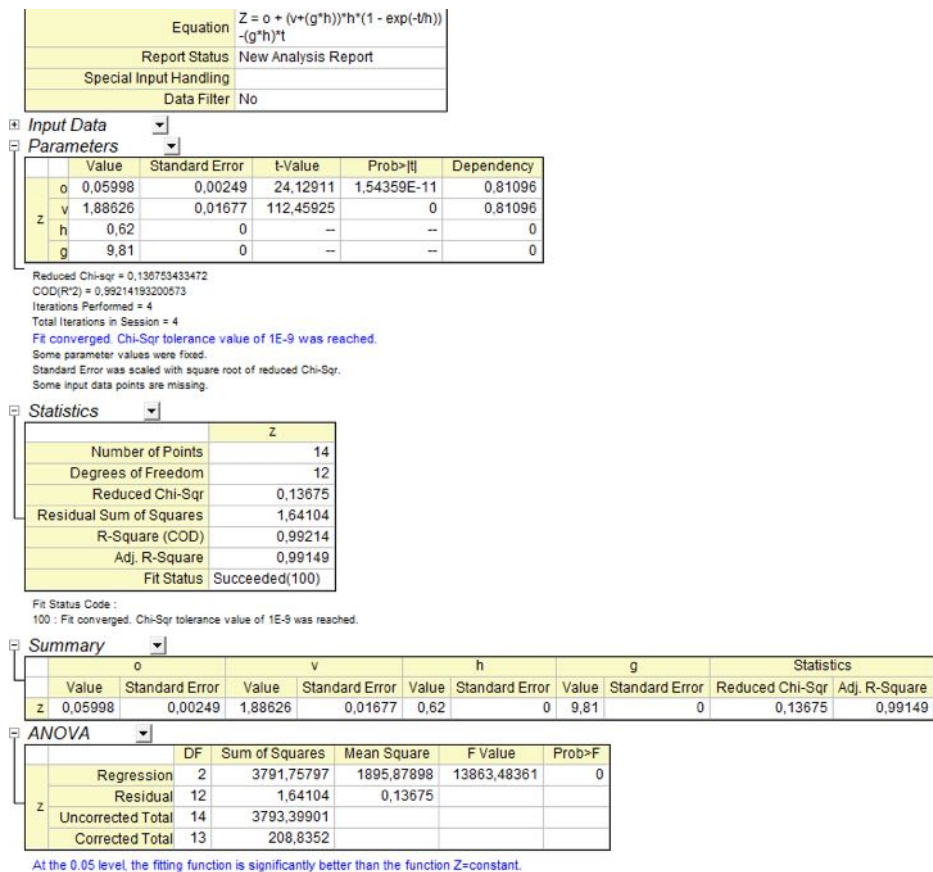 Equation Z = o + (v+(g*h))*h*(1 - exp(-t/h))
-(g*h)*t
Report Status New Analysis Report
Special Input Handling
Data Filter No
Input Data
Parameters
Value Standard Error t-Value Prob>|t| Dependency
z o 0,05998 0,00249 24,12911 1,54359E-11 0,81096
v 1,88626 0,01677 112,45925 0 0,81096
h 0,62 0 -- -- 0
g 9,81 0 -- -- 0
Reduced Chi-sqr = 0,136753433472
COD(R^2) = 0,99214193200573
Iterations Performed = 4
Total Iterations in Session = 4
Fit converged. Chi-Sqr tolerance value of 1E-9 was reached.
Some parameter values were fixed.
Standard Error was scaled with square root of reduced Chi-Sqr.
Some input data points are missing.
Statistics
z
Number of Points 14
Degrees of Freedom 12
Reduced Chi-Sqr 0,13675
Residual Sum of Squares 1,64104
R-Square (COD) 0,99214
Adj. R-Square 0,99149
Fit Status Succeeded(100)
Fit Status Code :
100 : Fit converged. Chi-Sqr tolerance value of 1E-9 was reached.
Summary
o v h g Statistics
Value Standard Error Value Standard Error Value Standard Error Value Standard Error Reduced Chi-Sqr Adj. R-Square
z 0,05998 0,00249 1,88626 0,01677 0,62 0 9,81 0 0,13675 0,99149
ANOVA
DF Sum of Squares Mean Square F Value Prob>F
z Regression 2 3791,75797 1895,87898 13863,48361 0
Residual 12 1,64104 0,13675
Uncorrected Total 14 3793,39901
Corrected Total 13 208,8352
At the 0.05 level, the fitting function is significantly better than the function Z=constant.